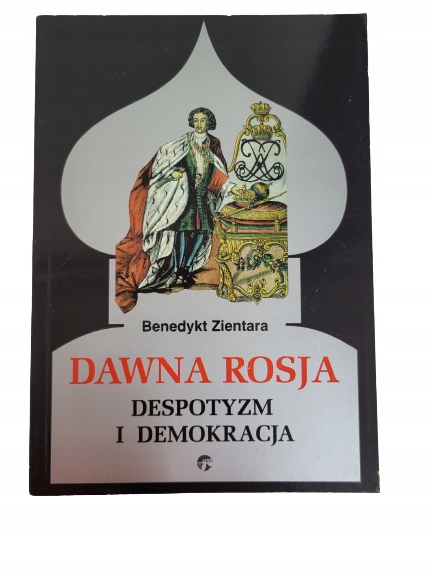 Benedykt Zientara
DAWNA ROSJA
DESPOTYZM
I DEMOKRACJA